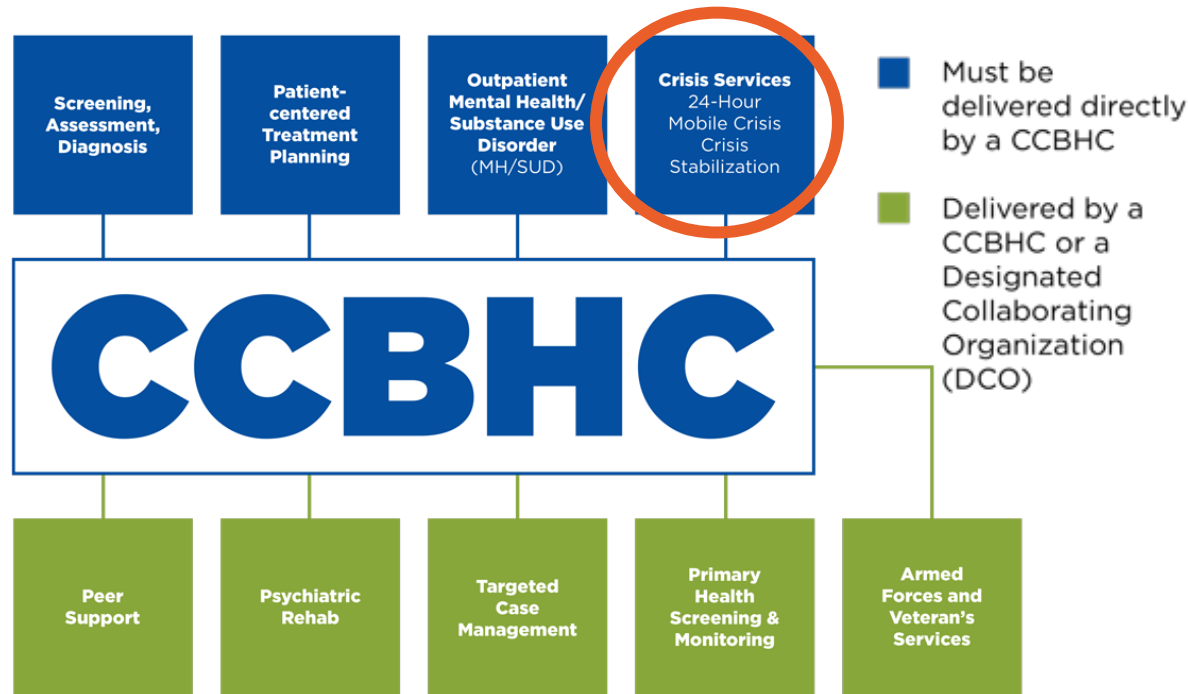 Screening,
Assessment,
Diagnosis
Patient-
centered
Treatment
Planning
Outpatient
Mental Health/
Substance Use
Disorder
(MH/SUD)
Crisis Services
24-Hour
Mobile Crisis
Crisis
Stabilization
Must be
delivered directly
by a CCBHC
Delivered by a
CCBHC or a
Designated
Collaborating
Organization
(DCO)
CCBHC
Peer
Support
Psychiatric
Rehab
Targeted
Case
Management
Primary
Health
Screening &
Monitoring
Armed
Forces and
Veteran's
Services